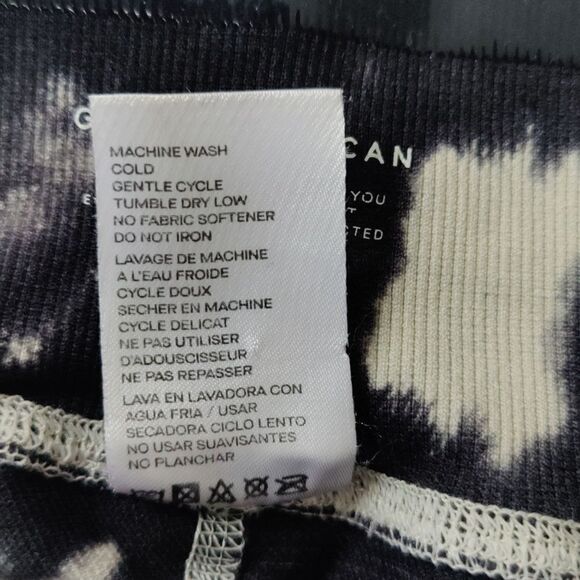 G CAN
MACHINE WASH
COLD
GENTLE CYCLE
TUMBLE DRY LOW
NO FABRIC SOFTENER
DO NOT IRON
E YOU
T
CTED
LAVAGE DE MACHINE
A L'EAU FROIDE
CYCLE DOUX
SECHER EN MACHINE
CYCLE DELICAT
NE PAS UTILISER
D'ADOUSCISSEUR
NE PAS REPASSER
LAVA EN LAVADORA CON
AGUA FRIA / USAR
SECADORA CICLO LENTO
NO USAR SUAVISANTES
NO PLANCHAR